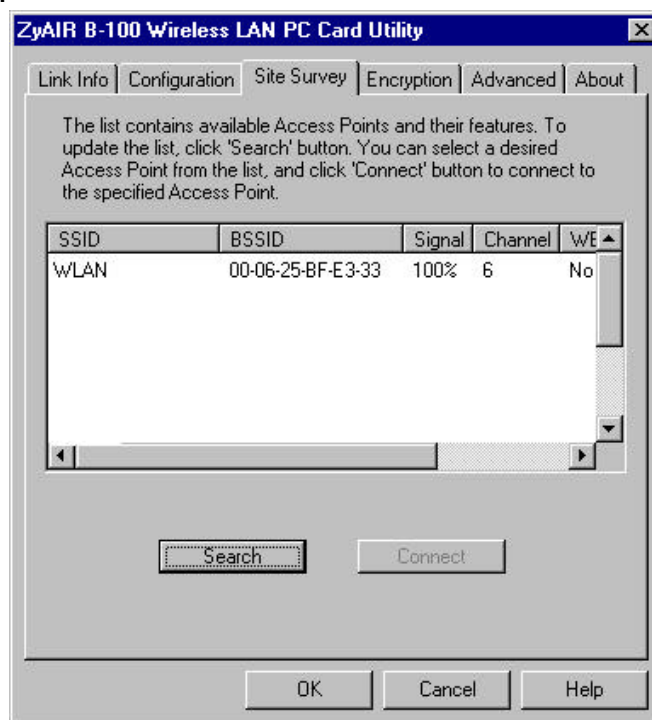 ZyAIR B-100 Wireless LAN PC Card Utility
Link Info Configuration Site Survey Encryption Advanced About
The list contains available Access Points and their features. To
update the list, click 'Search' button. You can select a desired
Access Point from the list, and click 'Connect' button to connect to
the specified Access Point.
SSID BSSID Signal Channel WE
WLAN 00-06-25-BF-E3-33 100% 6 No
Search Connect
OK Cancel Help